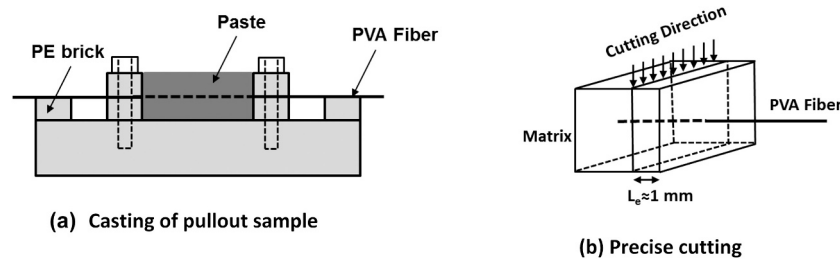 Paste
PE brick
PVA Fiber
(a) Casting of pullout sample
Cutting Direction
PVA Fiber
Matrix
Le≈1 mm
(b) Precise cutting